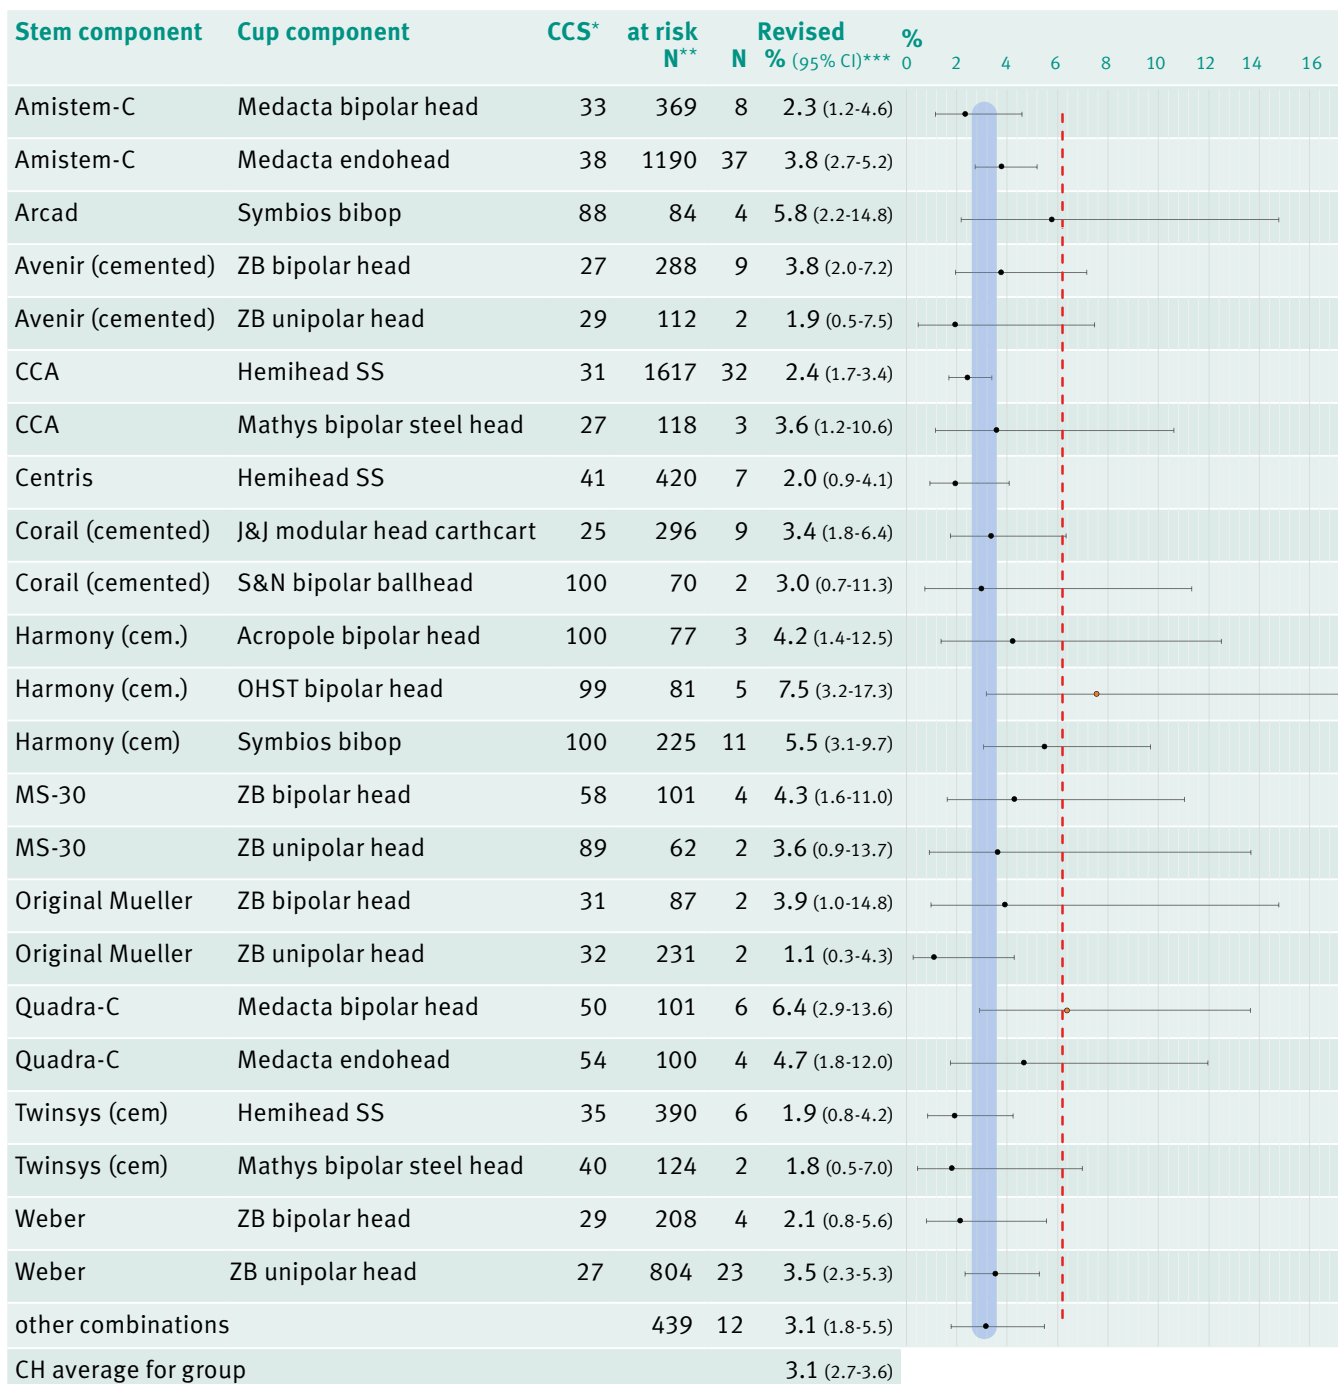 Stem component Cup component CCS* at risk Revised %
N** N % (95% CI)*** 0 2 4 6 8 10 12 14 16
Amistem-C Medacta bipolar head 33 369 8 2.3 (1.2-4.6)
Amistem-C Medacta endohead 38 1190 37 3.8 (2.7-5.2)
Arcad Symbios bibop 88 84 4 5.8 (2.2-14.8)
Avenir (cemented) ZB bipolar head 27 288 9 3.8 (2.0-7.2)
Avenir (cemented) ZB unipolar head 29 112 2 1.9 (0.5-7.5)
CCA Hemihead SS 31 1617 32 2.4 (1.7-3.4)
CCA Mathys bipolar steel head 27 118 3 3.6 (1.2-10.6)
Centris Hemihead SS 41 420 7 2.0 (0.9-4.1)
Corail (cemented) J&J modular head carthcart 25 296 9 3.4 (1.8-6.4)
Corail (cemented) S&N bipolar ballhead 100 70 2 3.0 (0.7-11.3)
Harmony (cem.) Acropole bipolar head 100 77 3 4.2 (1.4-12.5)
Harmony (cem.) OHST bipolar head 99 81 5 7.5 (3.2-17.3)
Harmony (cem) Symbios bibop 100 225 11 5.5 (3.1-9.7)
MS-30 ZB bipolar head 58 101 4 4.3 (1.6-11.0)
MS-30 ZB unipolar head 89 62 2 3.6 (0.9-13.7)
Original Mueller ZB bipolar head 31 87 2 3.9 (1.0-14.8)
Original Mueller ZB unipolar head 32 231 2 1.1 (0.3-4.3)
Quadra-C Medacta bipolar head 50 101 6 6.4 (2.9-13.6)
Quadra-C Medacta endohead 54 100 4 4.7 (1.8-12.0)
Twinsys (cem) Hemihead SS 35 390 6 1.9 (0.8-4.2)
Twinsys (cem) Mathys bipolar steel head 40 124 2 1.8 (0.5-7.0)
Weber ZB bipolar head 29 208 4 2.1 (0.8-5.6)
Weber ZB unipolar head 27 804 23 3.5 (2.3-5.3)
other combinations 439 12 3.1 (1.8-5.5)
CH average for group 3.1 (2.7-3.6)